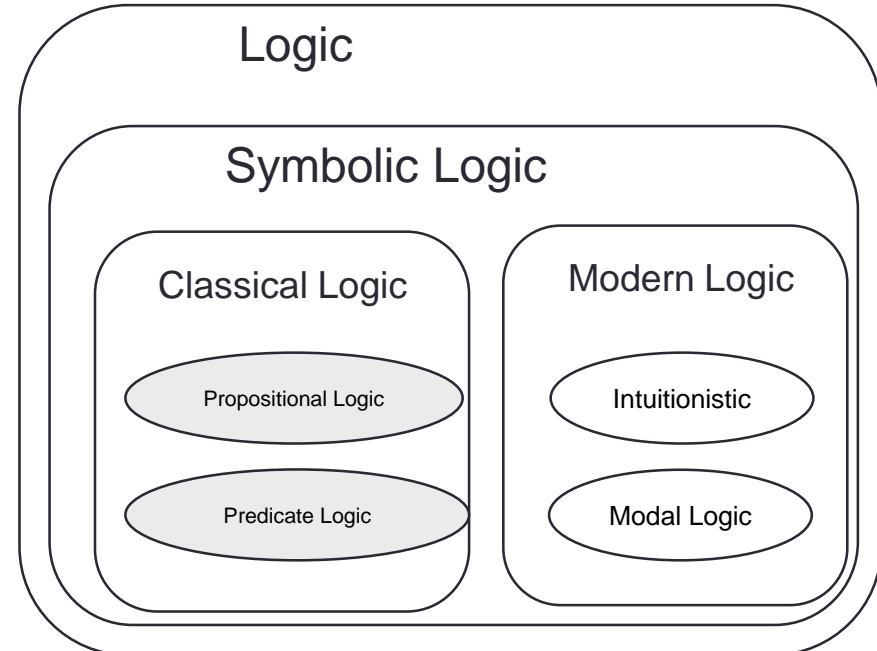 Logic
Symbolic Logic
Classical Logic
Propositional Logic
Predicate Logic
Modern Logic
Intuitionistic
Modal Logic